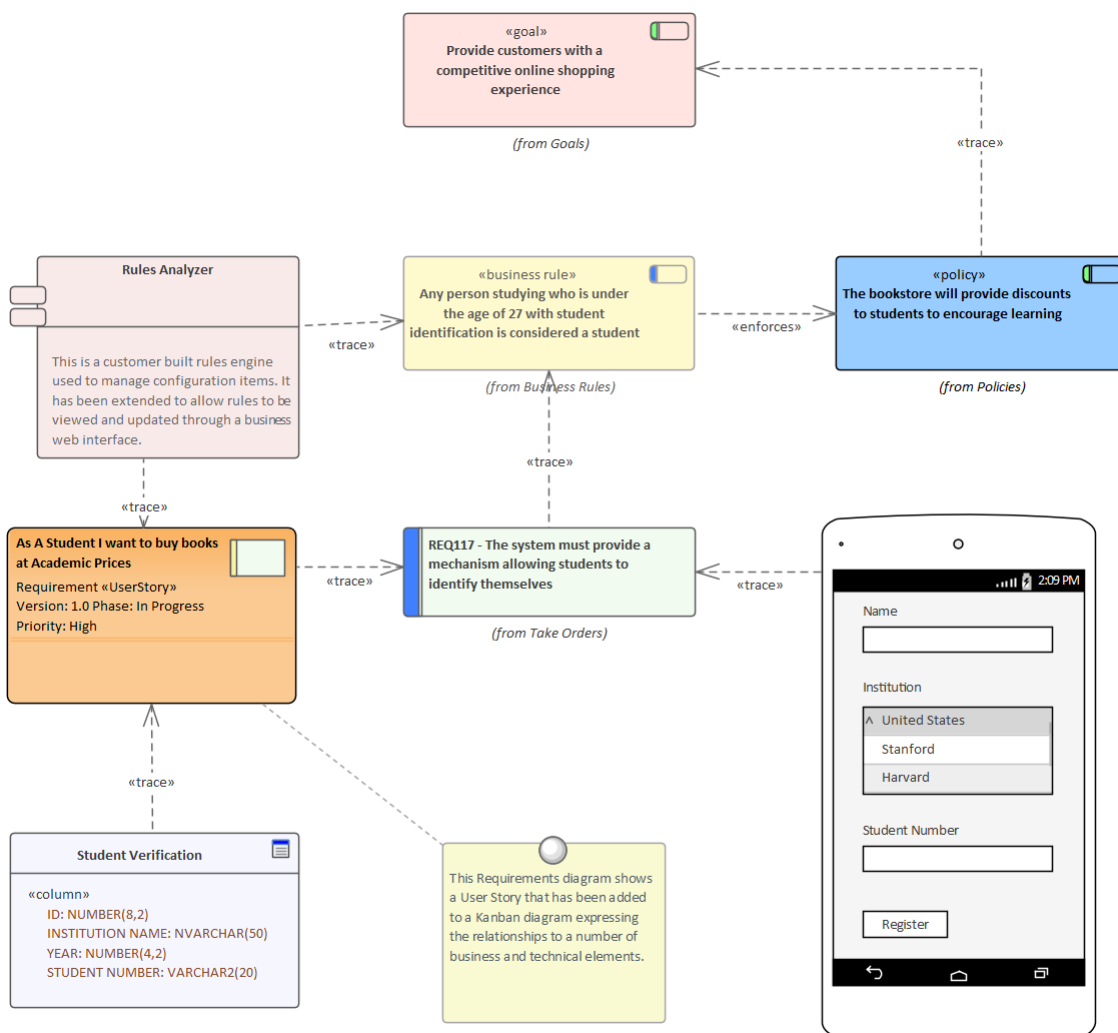 «goal»
Provide customers with a
competitive online shopping
experience
(from Goals)
«trace»
Rules Analyzer
This is a customer built rules engine
used to manage configuration items. It
has been extended to allow rules to be
viewed and updated through a business
web interface.
«trace»
«business rule»
Any person studying who is under
the age of 27 with student
identification is considered a student
(from Business Rules)
«enforces»
«policy»
The bookstore will provide discounts
to students to encourage learning
(from Policies)
«trace»
«trace»
As A Student I want to buy books
at Academic Prices
Requirement «UserStory»
Version: 1.0 Phase: In Progress
Priority: High
«trace»
REQ117 - The system must provide a
mechanism allowing students to
identify themselves
(from Take Orders)
«trace»
2:09 PM
Name
Institution
^ United States
Stanford
Harvard
Student Number
Register
«trace»
Student Verification
«column»
ID: NUMBER(8,2)
INSTITUTION NAME: NVARCHAR(50)
YEAR: NUMBER(4,2)
STUDENT NUMBER: VARCHAR2(20)
This Requirements diagram shows
a User Story that has been added
to a Kanban diagram expressing
the relationships to a number of
business and technical elements.